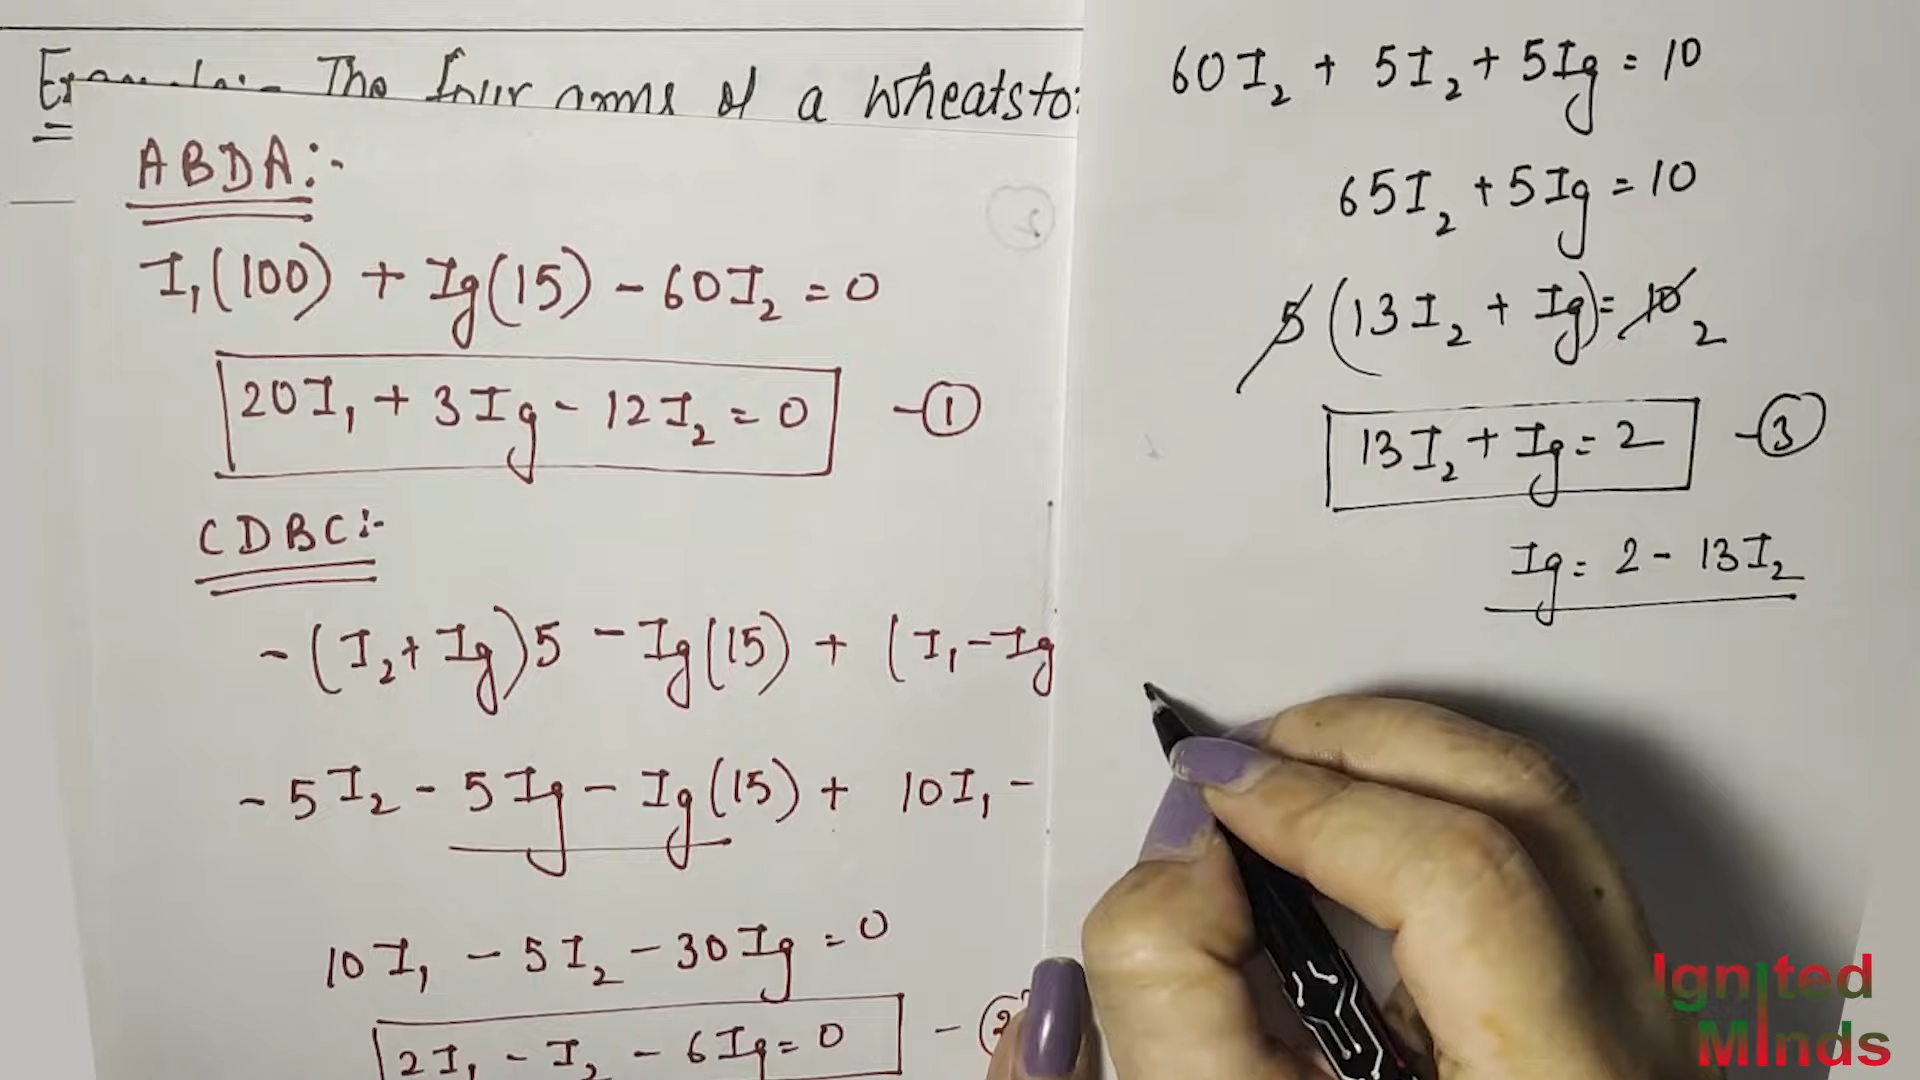 The four arms of a wheatsto
ABDA:-
I₁(100) + Ig(15) - 60I₂ = 0
20I₁ + 3Ig - 12I₂ = 0 -①
CDBC:-
-(I₂ + Ig)5 - Ig(15) + (I₁ - Ig
-5I₂ - 5Ig - Ig(15) + 10I₁ -
10I₁ - 5I₂ - 30Ig = 0
2I₁ - I₂ - 6Ig = 0 - ②
60I₂ + 5I₂ + 5Ig = 10
65I₂ + 5Ig = 10
5(13I₂ + Ig) = 10 2
13I₂ + Ig = 2 -③
Ig = 2 - 13I₂
Ignited
Minds